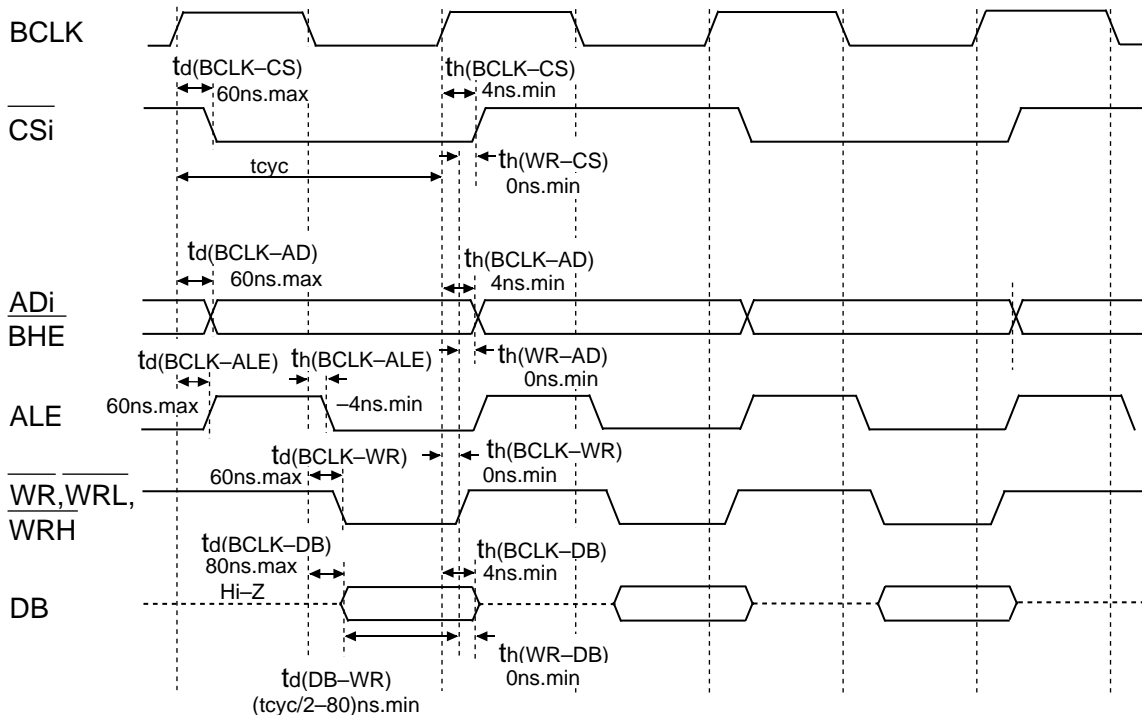 BCLK
td(BCLK–CS)
60ns.max
th(BCLK–CS)
4ns.min
CSi
th(WR–CS)
0ns.min
tcyc
td(BCLK–AD)
60ns.max
th(BCLK–AD)
4ns.min
ADi
BHE
td(BCLK–ALE)
60ns.max
th(BCLK–ALE)
–4ns.min
th(WR–AD)
0ns.min
ALE
td(BCLK–WR)
60ns.max
th(BCLK–WR)
0ns.min
WR,WRL,
WRH
td(BCLK–DB)
80ns.max
th(BCLK–DB)
4ns.min
Hi–Z
DB
td(DB–WR)
(tcyc/2–80)ns.min
th(WR–DB)
0ns.min